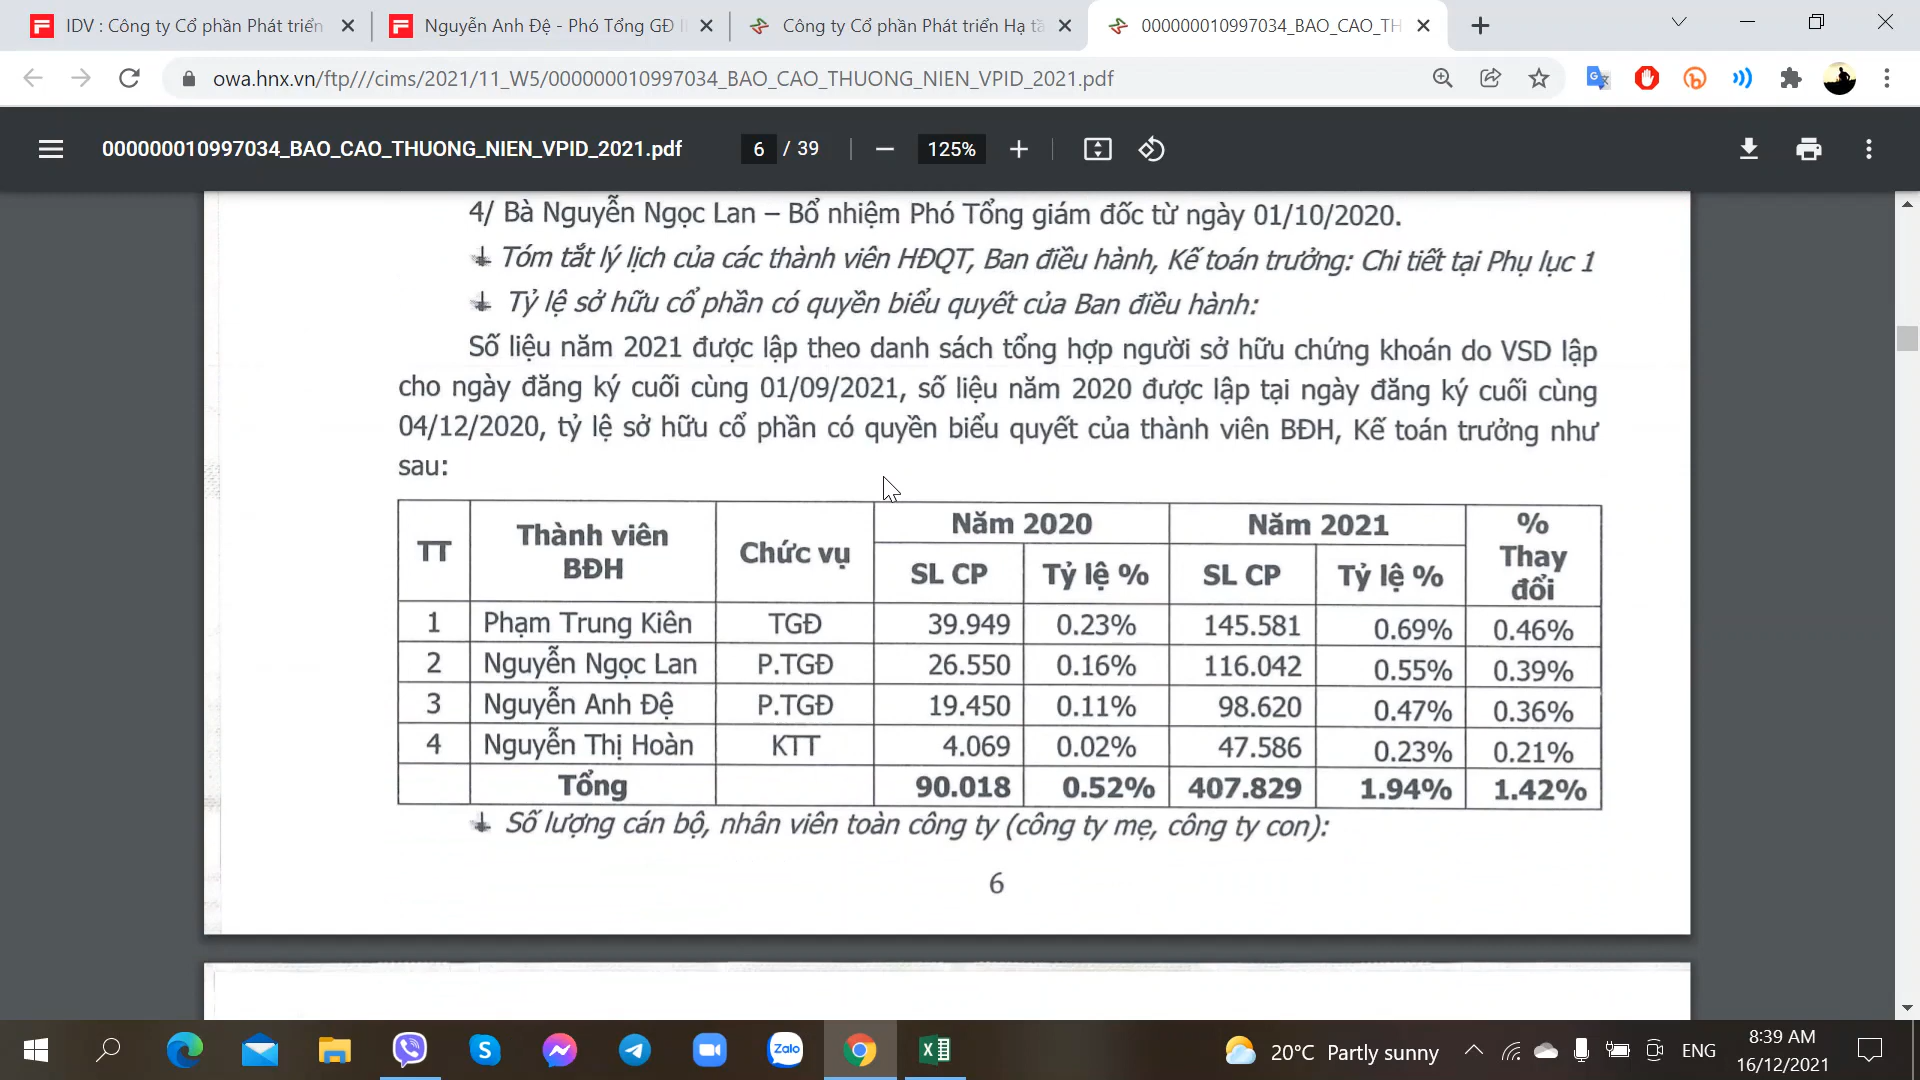 IDV : Công ty Cổ phần Phát triển
Nguyễn Anh Đệ - Phó Tổng GĐ
Công ty Cổ phần Phát triển Hạ tầ
000000010997034_BAO_CAO_TH
owa.hnx.vn/ftp///cims/2021/11_W5/000000010997034_BAO_CAO_THUONG_NIEN_VPID_2021.pdf
000000010997034_BAO_CAO_THUONG_NIEN_VPID_2021.pdf
6 / 39
125%
4/ Bà Nguyễn Ngọc Lan – Bổ nhiệm Phó Tổng giám đốc từ ngày 01/10/2020.
Tóm tắt lý lịch của các thành viên HĐQT, Ban điều hành, Kế toán trưởng: Chi tiết tại Phụ lục 1
Tỷ lệ sở hữu cổ phần có quyền biểu quyết của Ban điều hành:
Số liệu năm 2021 được lập theo danh sách tổng hợp người sở hữu chứng khoán do VSD lập
cho ngày đăng ký cuối cùng 01/09/2021, số liệu năm 2020 được lập tại ngày đăng ký cuối cùng
04/12/2020, tỷ lệ sở hữu cổ phần có quyền biểu quyết của thành viên BĐH, Kế toán trưởng như
sau:
TT Thành viên BĐH Chức vụ Năm 2020 Năm 2021 % Thay đổi
SL CP Tỷ lệ % SL CP Tỷ lệ %
1 Phạm Trung Kiên TGĐ 39.949 0.23% 145.581 0.69% 0.46%
2 Nguyễn Ngọc Lan P.TGĐ 26.550 0.16% 116.042 0.55% 0.39%
3 Nguyễn Anh Đệ P.TGĐ 19.450 0.11% 98.620 0.47% 0.36%
4 Nguyễn Thị Hoàn KTT 4.069 0.02% 47.586 0.23% 0.21%
Tổng 90.018 0.52% 407.829 1.94% 1.42%
Số lượng cán bộ, nhân viên toàn công ty (công ty mẹ, công ty con):
6
Zalo
20°C Partly sunny
ENG
8:39 AM
16/12/2021